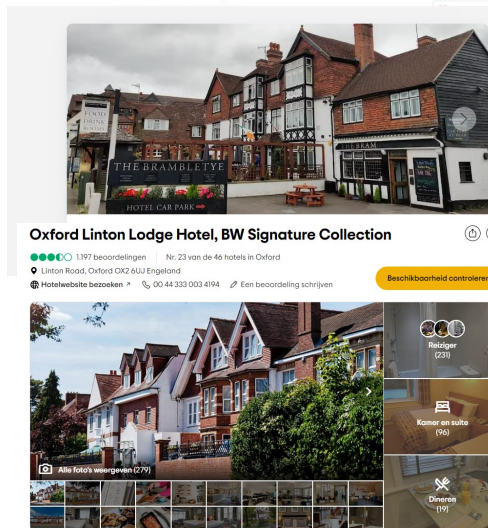 FOOD
DRINK
ROOMS
THE BRAM
THE BRAMBLETYE
HOTEL CAR PARK
Oxford Linton Lodge Hotel, BW Signature Collection
1.197 beoordelingen
Nr. 23 van de 46 hotels in Oxford
Linton Road, Oxford OX2 6UJ Engeland
Hotelwebsite bezoeken
00 44 333 003 4194
Een beoordeling schrijven
Beschikbaarheid controleren
Reiziger
(231)
Kamer en suite
(96)
Alle foto's weergeven (279)
Dineren
(19)